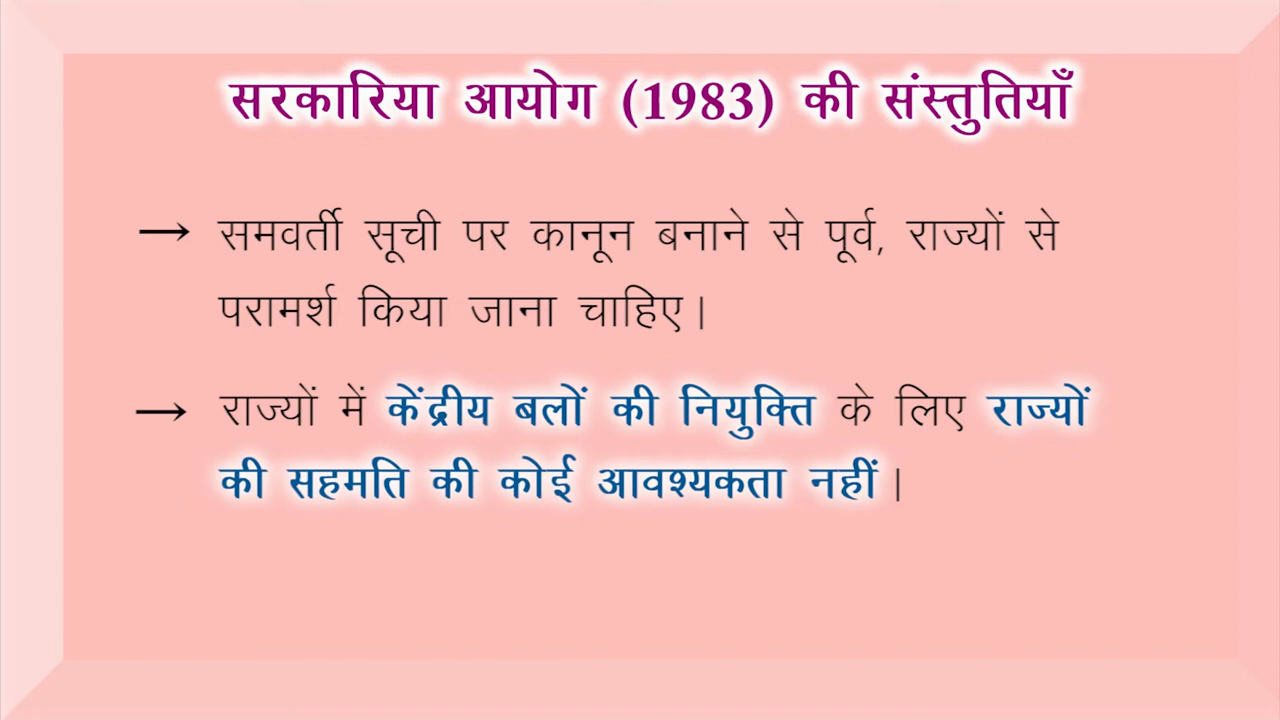 सरकारिया आयोग (1983) की संस्तुतियाँ
→ समवर्ती सूची पर कानून बनाने से पूर्व, राज्यों से
परामर्श किया जाना चाहिए।
→ राज्यों में केंद्रीय बलों की नियुक्ति के लिए राज्यों
की सहमति की कोई आवश्यकता नहीं।